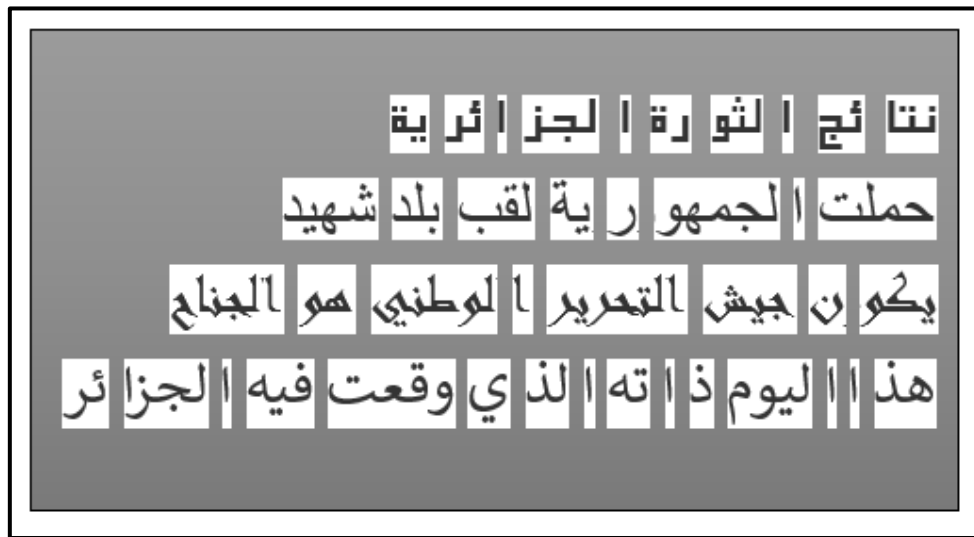 نتائج الثورة الجزائرية
حملت الجمهورية لقب بلد شهيد
يكون جيش التحرير الوطني هو الجناح
هذا اليوم ذاته الذي وقعت فيه الجزائر